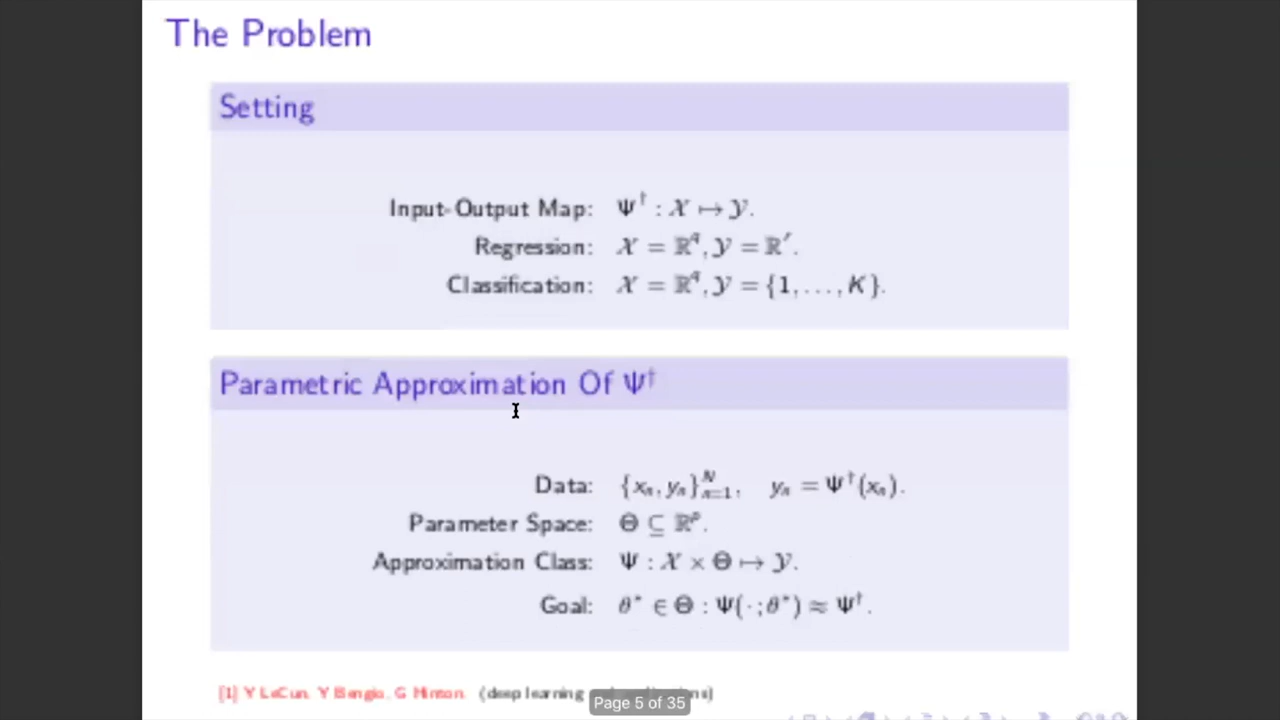 The Problem
Setting
Input-Output Map: Ψ† : 𝒳 ↦ 𝒴.
Regression: 𝒳 = ℝ^q, 𝒴 = ℝ^r.
Classification: 𝒳 = ℝ^q, 𝒴 = {1, . . . , K}.
Parametric Approximation Of Ψ†
Data: {x_n, y_n}_{n=1}^N, y_n = Ψ†(x_n).
Parameter Space: Θ ⊆ ℝ^p.
Approximation Class: Ψ : 𝒳 × Θ ↦ 𝒴.
Goal: θ* ∈ Θ : Ψ(· ; θ*) ≈ Ψ†.
[1] Y LeCun, Y Bengio, G Hinton. (deep learning
Page 5 of 35